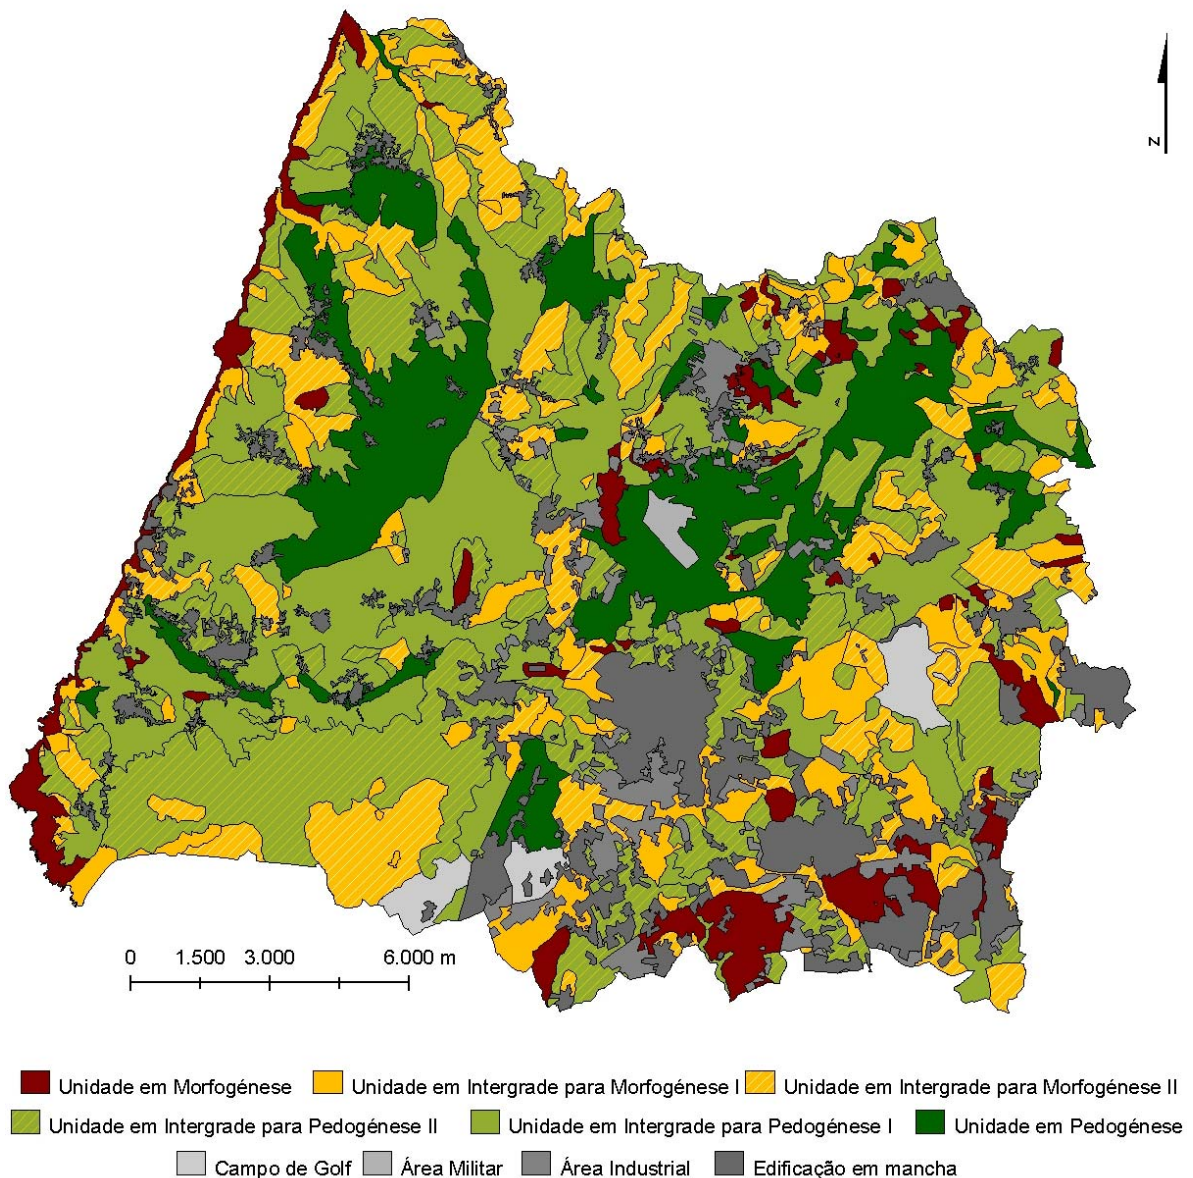 N
0 1.500 3.000 6.000 m
Unidade em Morfogénese Unidade em Intergrade para Morfogénese I Unidade em Intergrade para Morfogénese II
Unidade em Intergrade para Pedogénese II Unidade em Intergrade para Pedogénese I Unidade em Pedogénese
Campo de Golf Área Militar Área Industrial Edificação em mancha